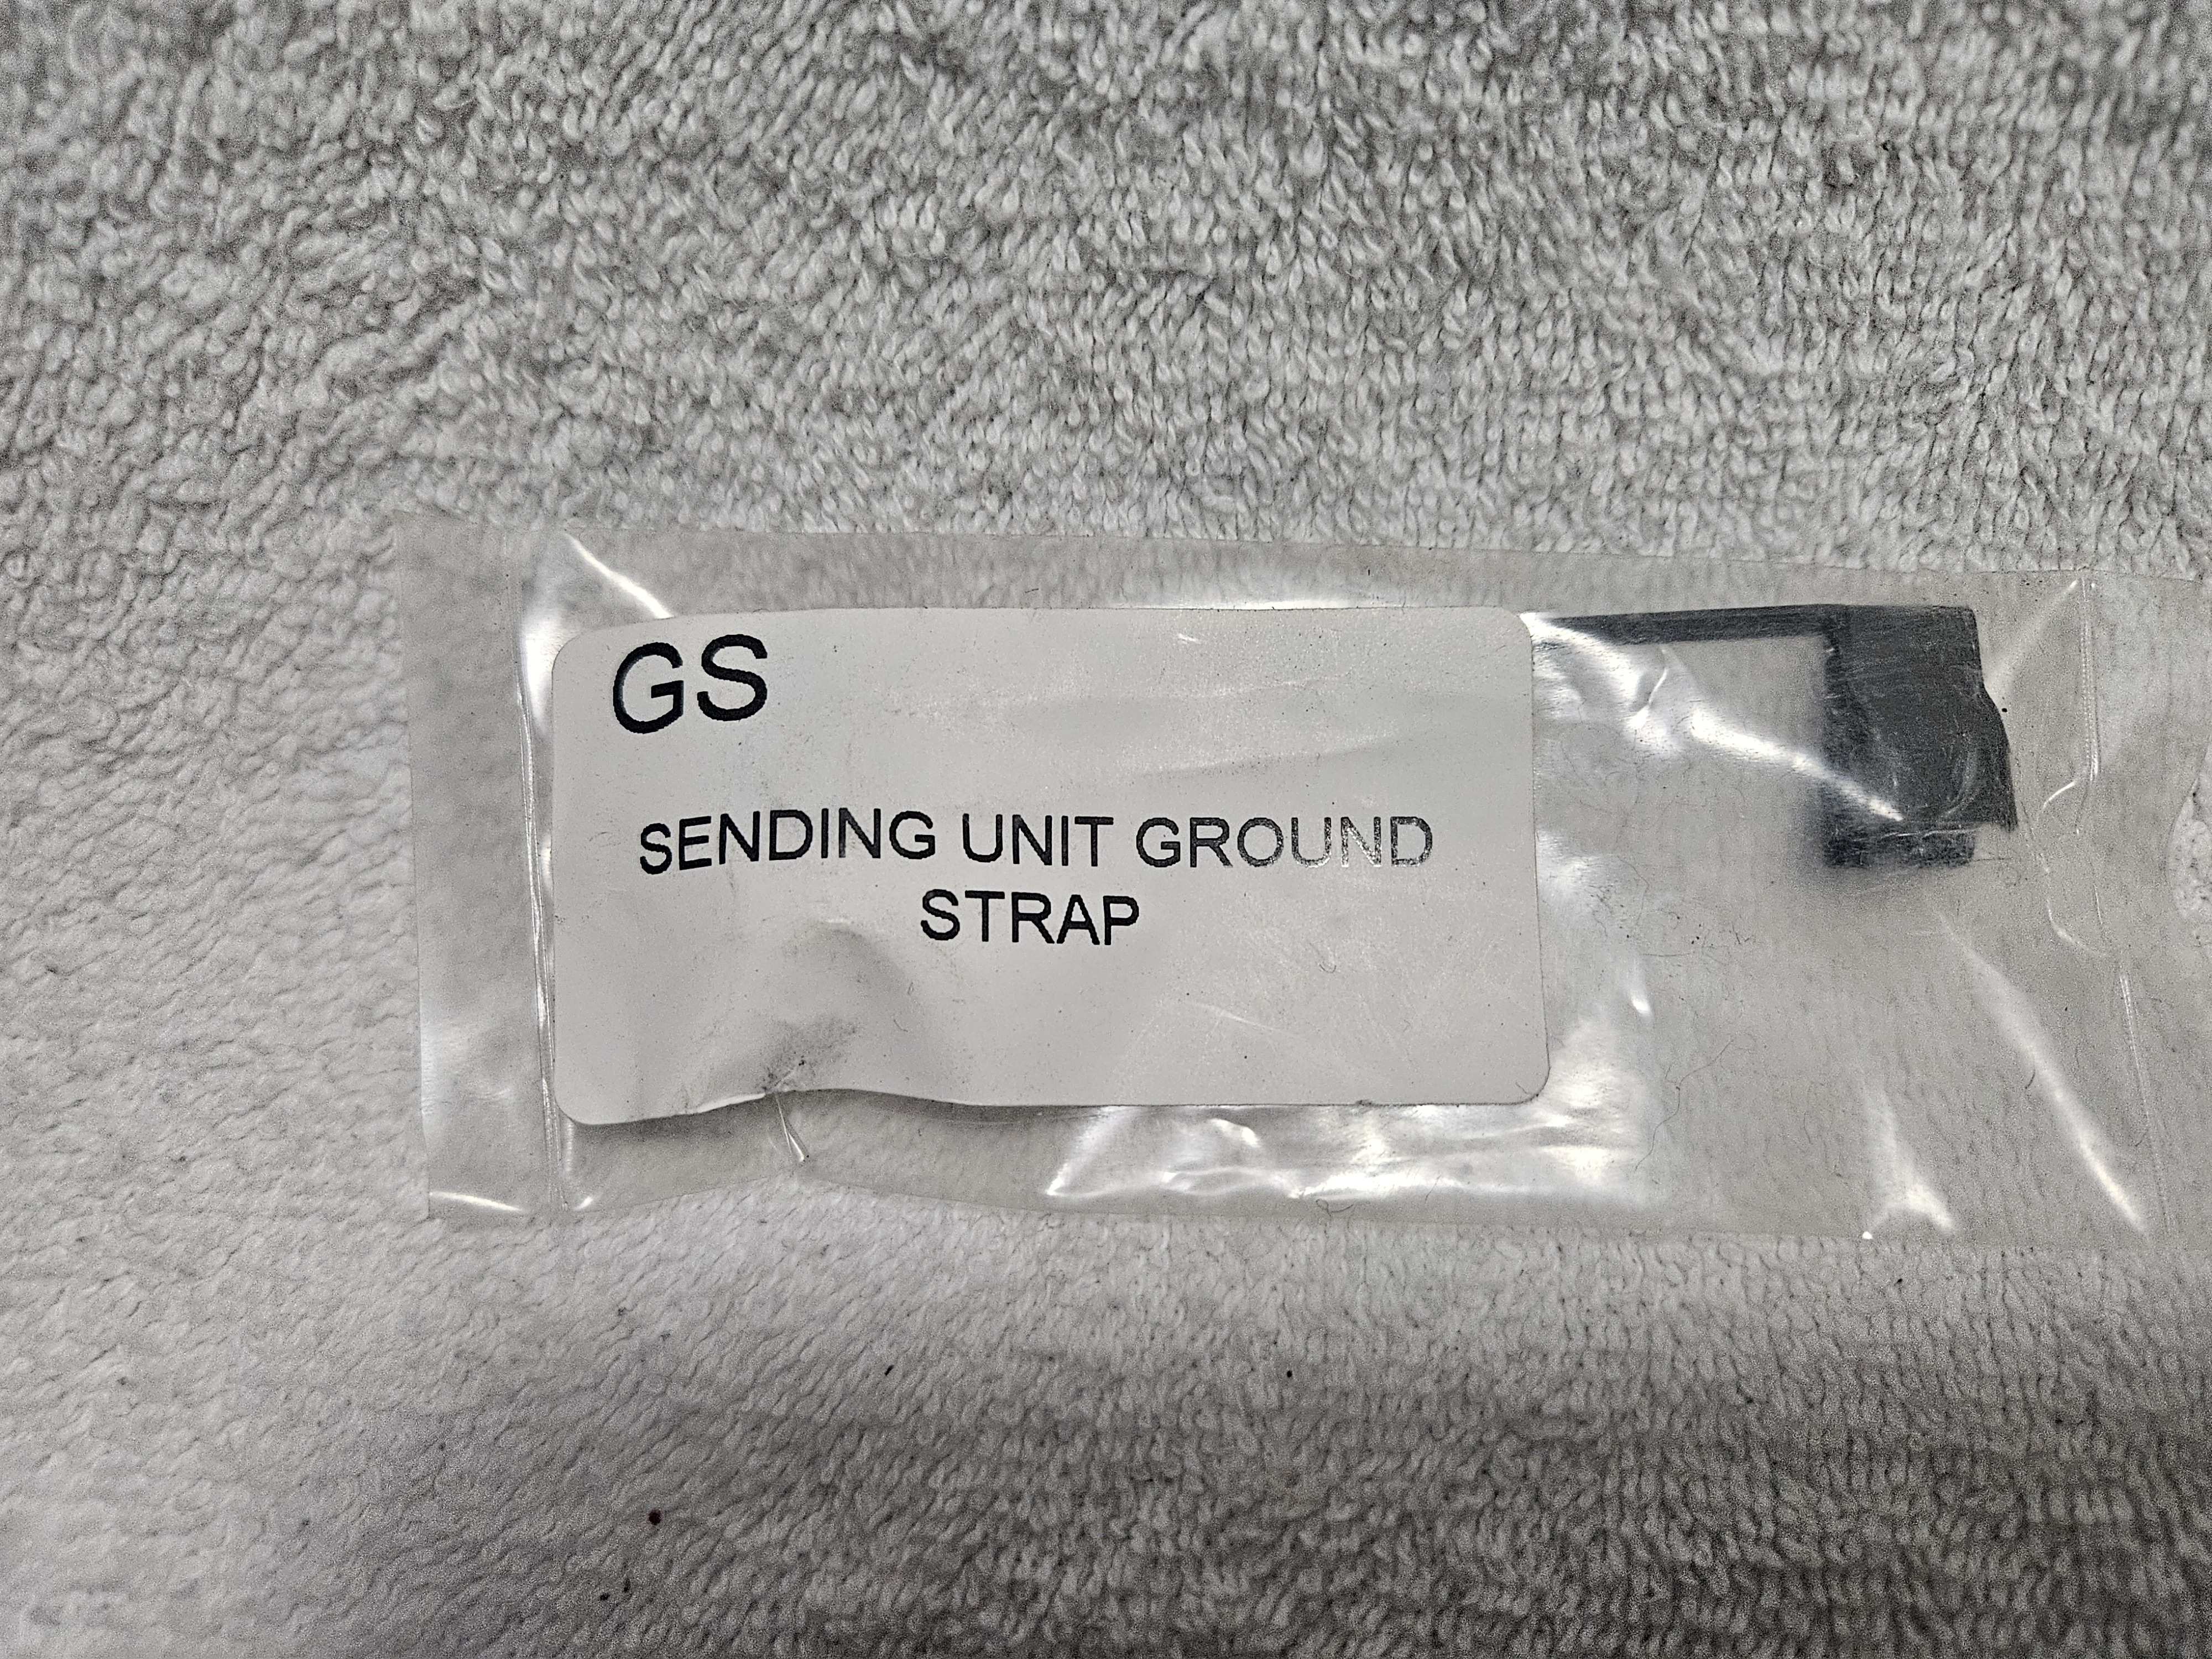 GS
SENDING UNIT GROUND
STRAP